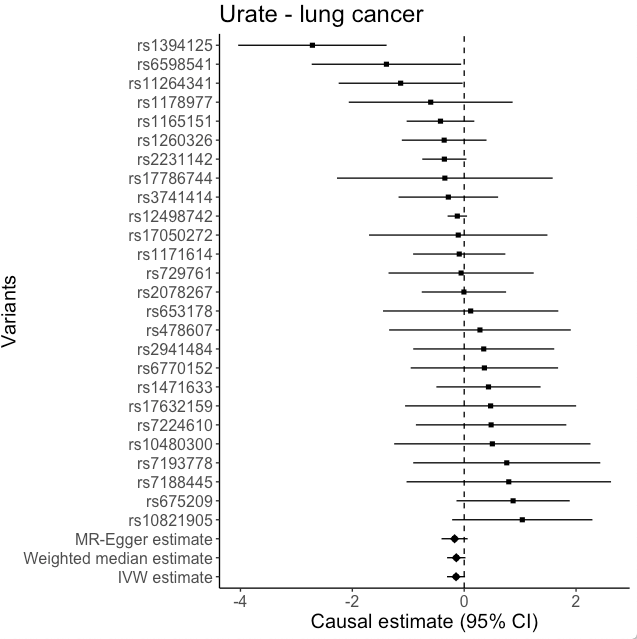 Urate - lung cancer
Variants
rs1394125
rs6598541
rs11264341
rs1178977
rs1165151
rs1260326
rs2231142
rs17786744
rs3741414
rs12498742
rs17050272
rs1171614
rs729761
rs2078267
rs653178
rs478607
rs2941484
rs6770152
rs1471633
rs17632159
rs7224610
rs10480300
rs7193778
rs7188445
rs675209
rs10821905
MR-Egger estimate
Weighted median estimate
IVW estimate
-4 -2 0 2
Causal estimate (95% CI)